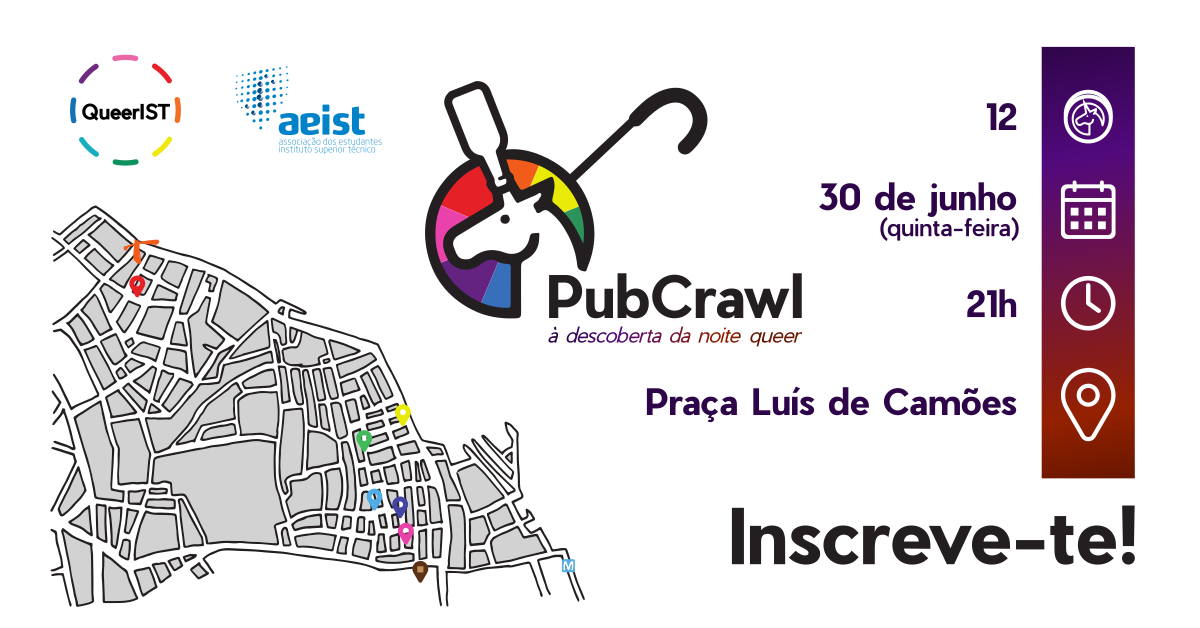 QueerIST
aeist
associação dos estudantes
instituto superior técnico
PubCrawl
à descoberta da noite queer
12
30 de junho
(quinta-feira)
21h
Praça Luís de Camões
Inscreve-te!
M